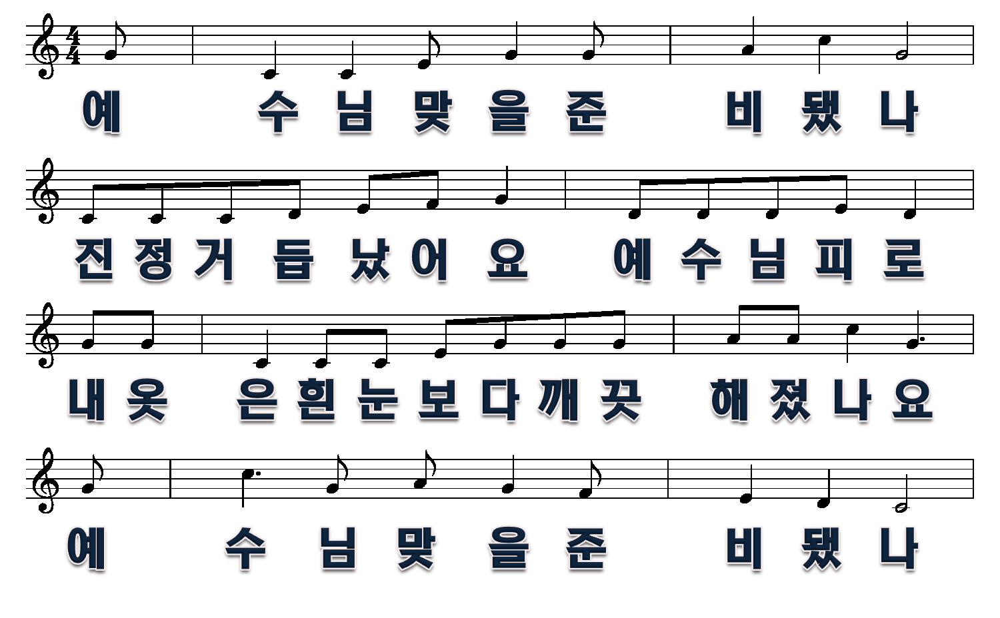 예 수 님 맞 을 준 비 됐 나
진 정 거 듭 났 어 요 예 수 님 피 로
내 옷 은 흰 눈 보 다 깨 끗 해 졌 나 요
예 수 님 맞 을 준 비 됐 나